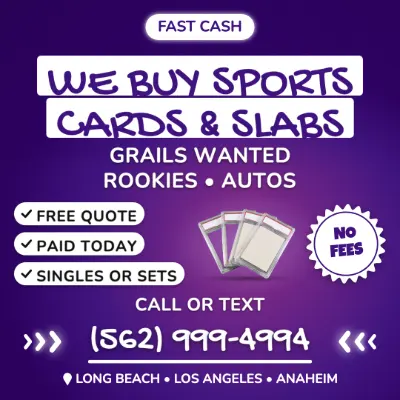 FAST CASH
WE BUY SPORTS
CARDS & SLABS
GRAILS WANTED
ROOKIES • AUTOS
✓ FREE QUOTE
✓ PAID TODAY
✓ SINGLES OR SETS
NO
FEES
CALL OR TEXT
(562) 999-4994
LONG BEACH • LOS ANGELES • ANAHEIM